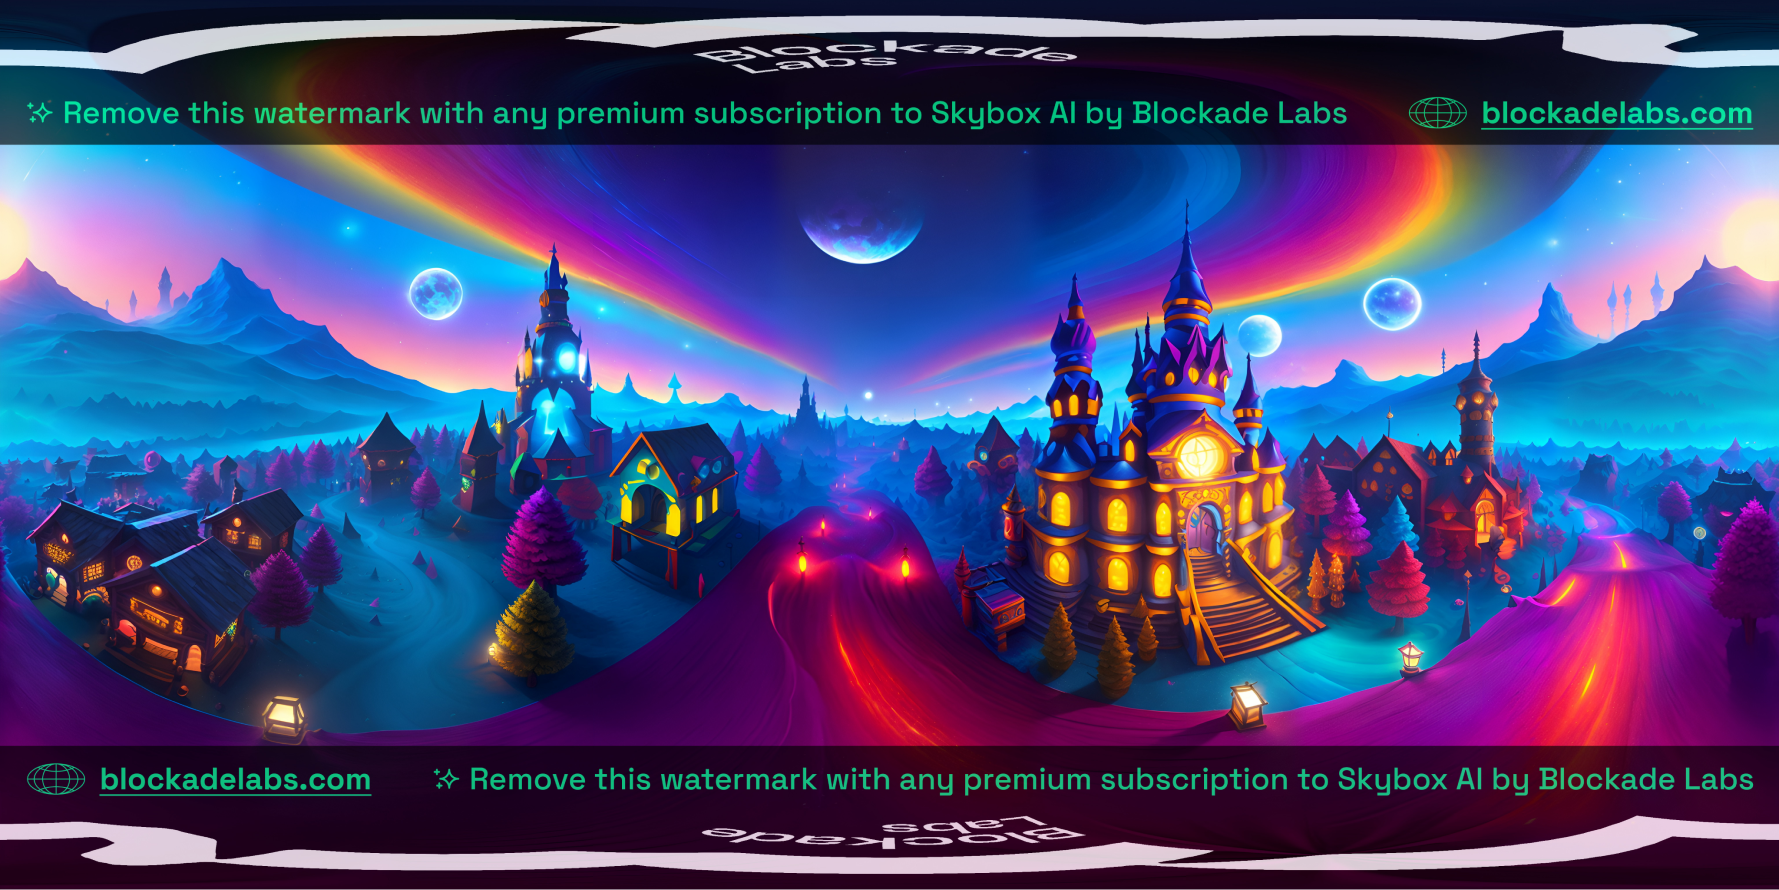 Blockade
Labs
Remove this watermark with any premium subscription to Skybox AI by Blockade Labs
blockadelabs.com
blockadelabs.com
Remove this watermark with any premium subscription to Skybox AI by Blockade Labs
Blockade
Labs